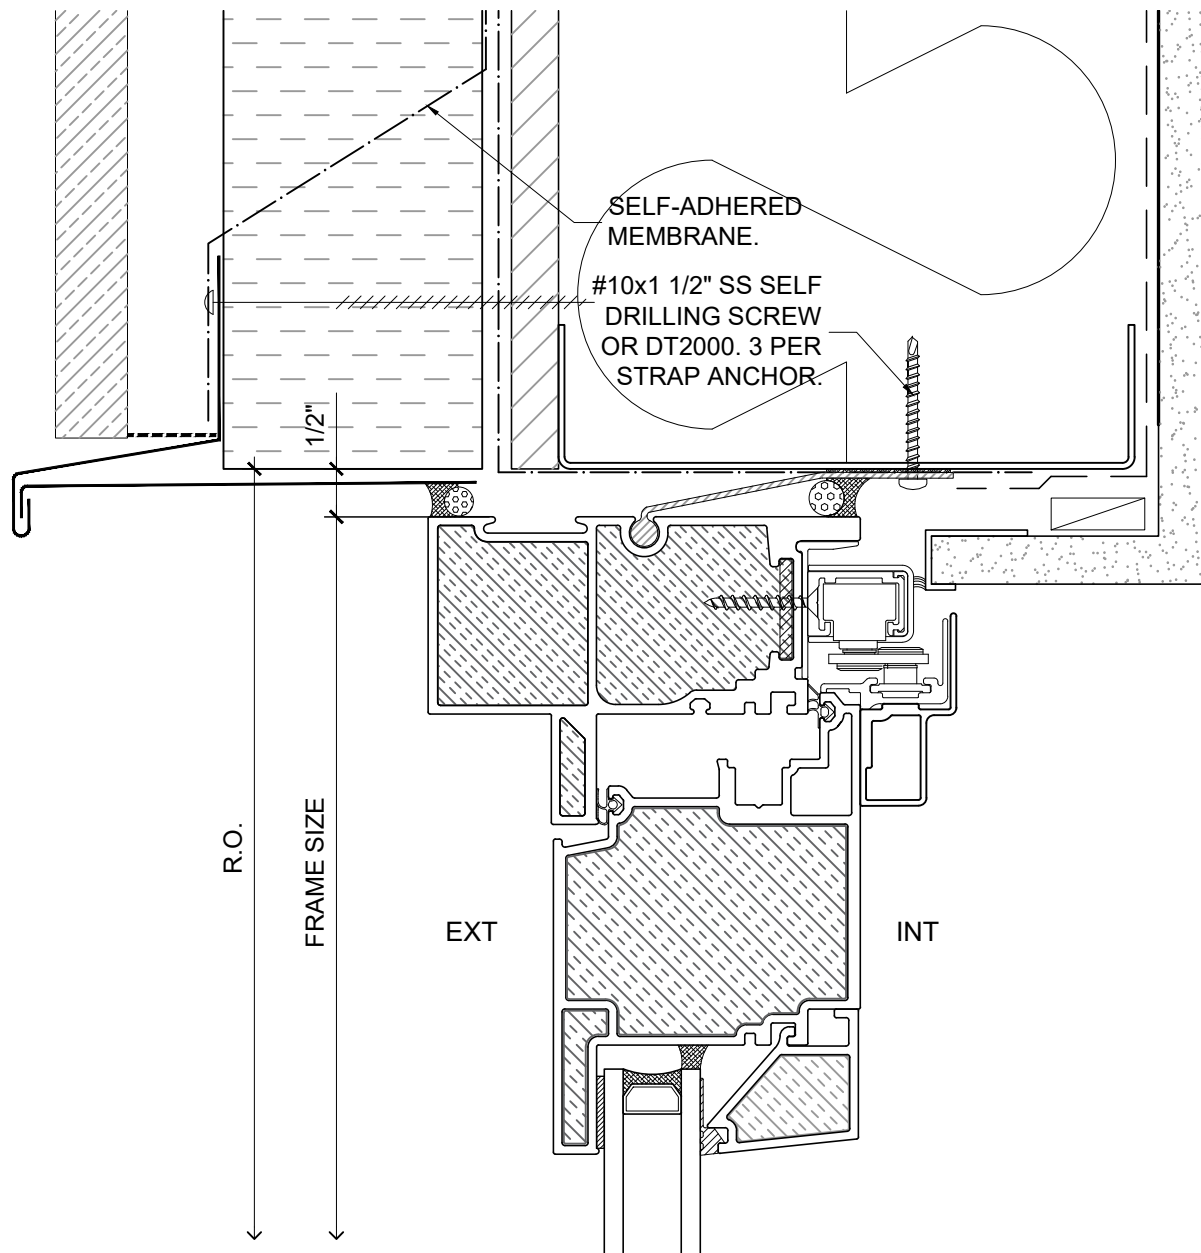 SELF-ADHERED
MEMBRANE.
#10x1 1/2" SS SELF
DRILLING SCREW
OR DT2000. 3 PER
STRAP ANCHOR.
1/2"
R.O.
FRAME SIZE
EXT
INT